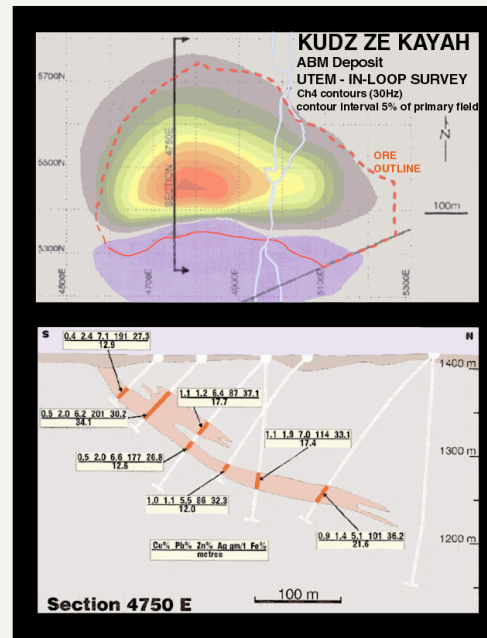 KUDZ ZE KAYAH
ABM Deposit
UTEM - IN-LOOP SURVEY
Ch4 contours (30Hz)
contour interval 5% of primary field
5700N
N
ORE
OUTLINE
5500N
SECTION 4750E
100m
5300N
4500E
4700E
4900E
5100E
5300E
S
N
0.4 2.4 7.1 191 27.3
12.9
1400 m
1.1 1.2 6.4 87 37.1
17.7
0.5 2.0 6.2 201 30.2
34.1
1.1 1.9 7.0 114 33.1
17.4
1300 m
0.5 2.0 6.6 177 26.8
12.6
1.0 1.1 5.5 86 32.3
12.0
0.9 1.4 5.1 101 36.2
21.6
1200 m
Cu% Pb% Zn% Ag gm/t Fe%
metres
100 m
Section 4750 E